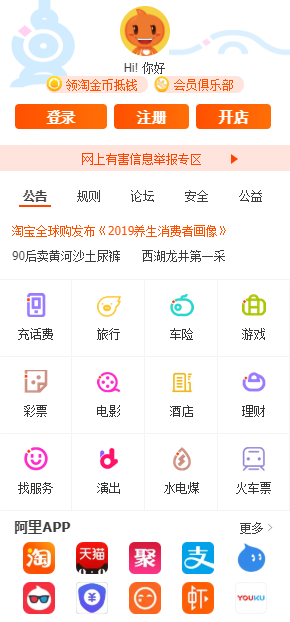 Hi! 你好
领淘金币抵钱 会员俱乐部
登录 注册 开店
网上有害信息举报专区
公告 规则 论坛 安全 公益
淘宝全球购发布《2019养生消费者画像》
90后卖黄河沙土尿裤 西湖龙井第一采
充话费 旅行 车险 游戏
彩票 电影 酒店 理财
找服务 演出 水电煤 火车票
阿里APP 更多
淘 天猫 聚 支
¥ 虾 YOUKU